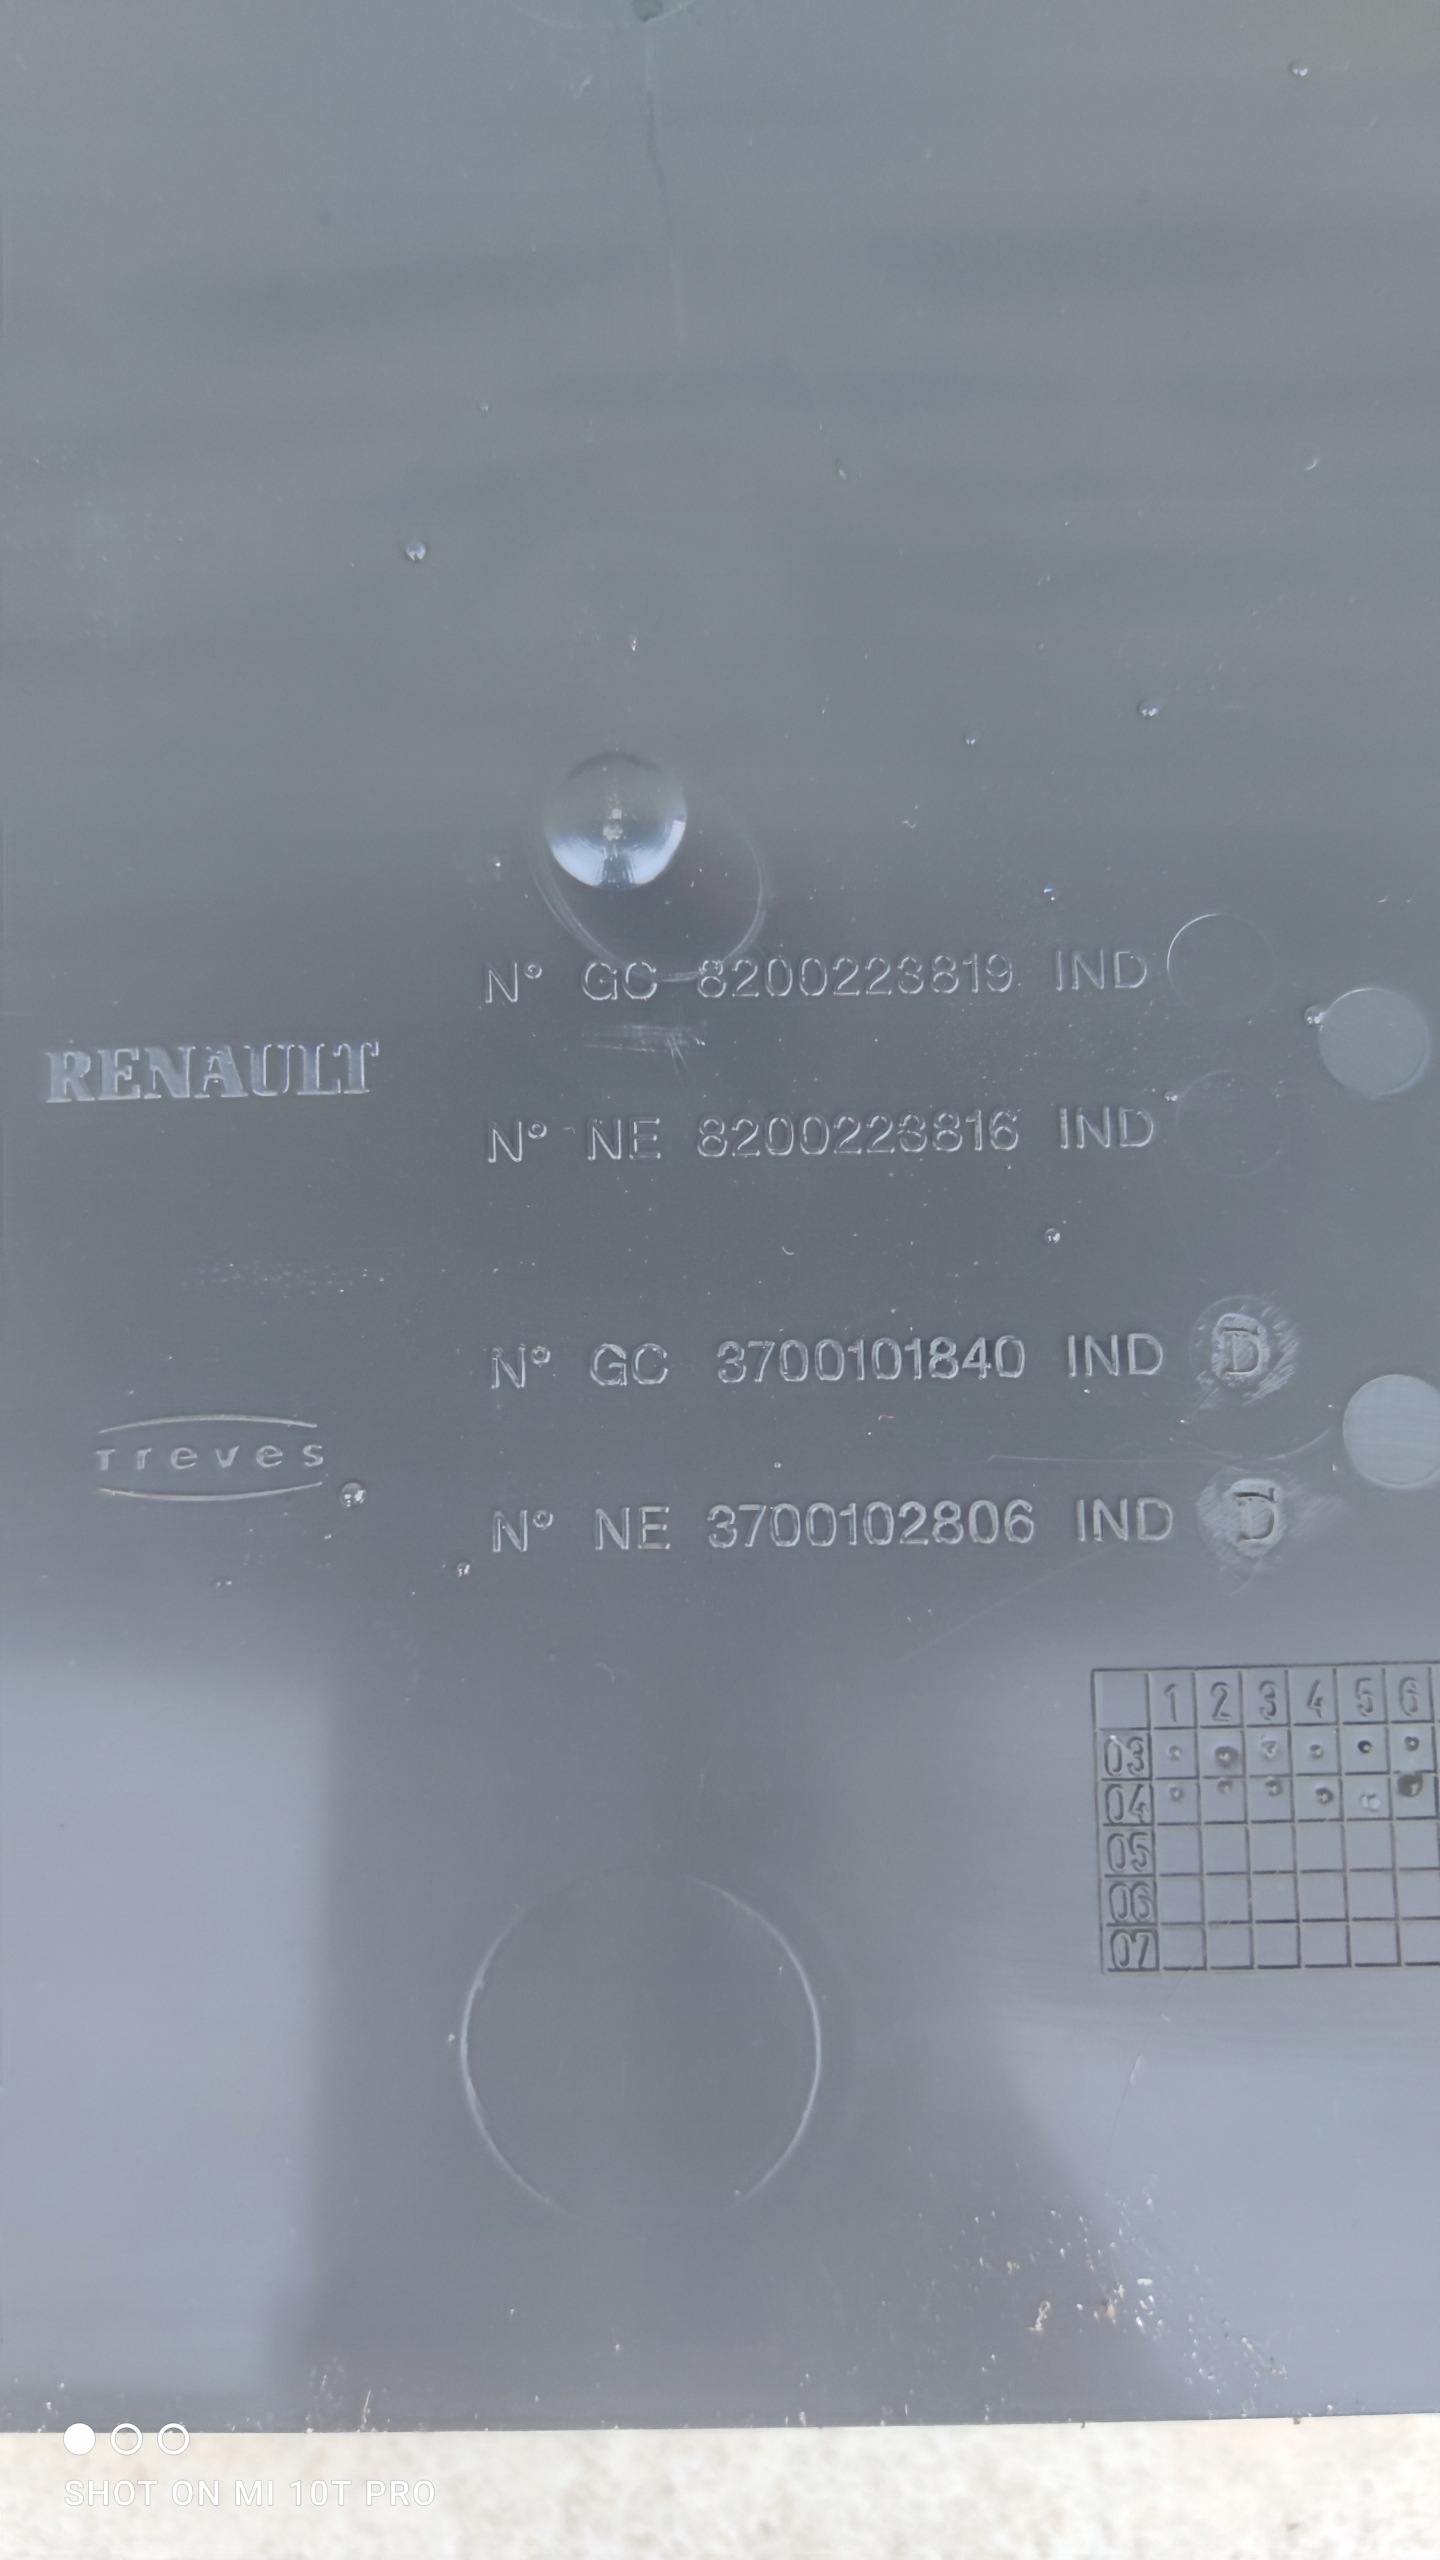 N° GC 8200223819 IND
RENAULT
N° NE 8200223816 IND
N° GC 3700101840 IND D
Treves
N° NE 3700102806 IND D
1 2 3 4 5 6
03
04
05
06
07
SHOT ON MI 10T PRO